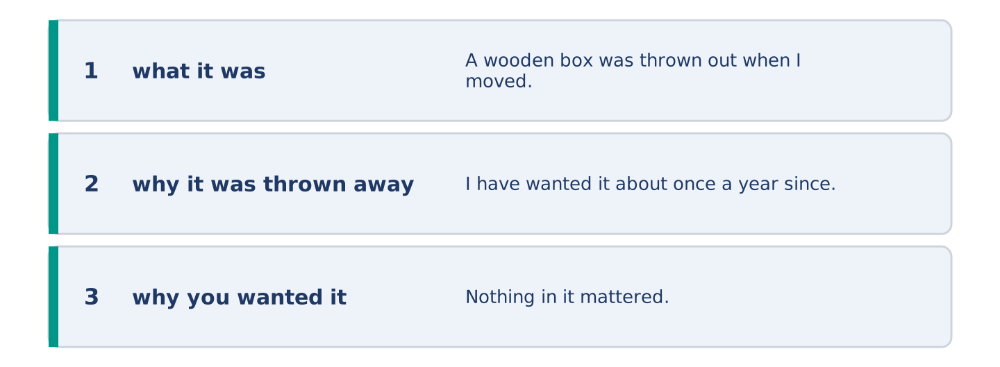 1 what it was A wooden box was thrown out when I
moved.
2 why it was thrown away I have wanted it about once a year since.
3 why you wanted it Nothing in it mattered.